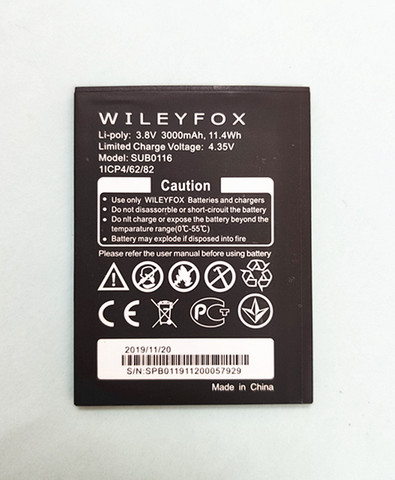 WILEYFOX
Li-poly: 3.8V 3000mAh, 11.4Wh
Limited Charge Voltage: 4.35V
Model: SUB0116
1ICP4/62/82
Caution
Use only WILEYFOX Batteries and chargers
Do not disassorrble or short-circuit the battery
Do nlt charge or expose the battery beyond the
temperature range(0℃-55℃)
Battery may explode if disposed into fire
Please refer the user manual before using battery
CE PC
2019/11/20
S/N:SPB011911200057929
Made in China